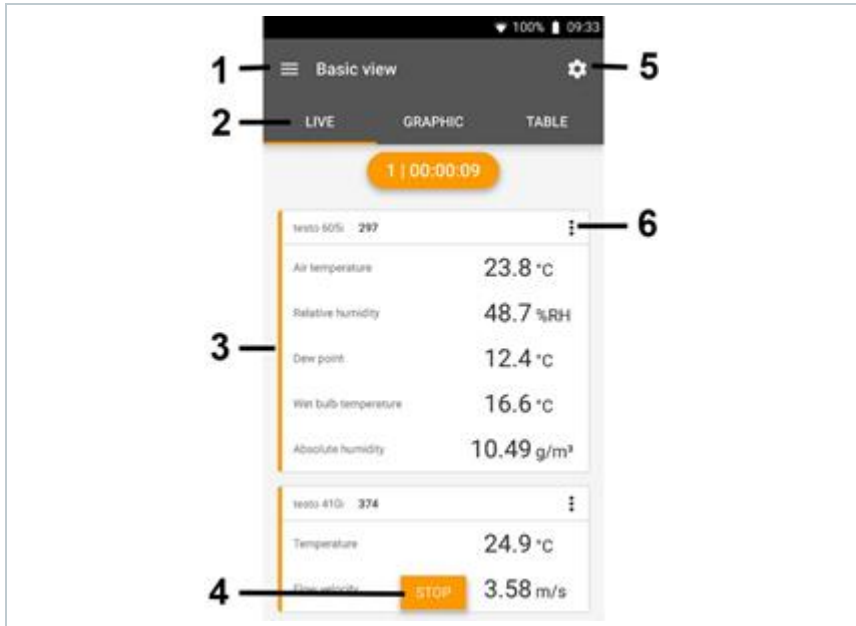 100% 09:33
1 Basic view 5
2 LIVE GRAPHIC TABLE
1 | 00:00:09
testo 605i 297 6
Air temperature 23.8 °C
Relative humidity 48.7 %RH
3
Dew point 12.4 °C
Wet bulb temperature 16.6 °C
Absolute humidity 10.49 g/m³
testo 410i 374
Temperature 24.9 °C
4 Flow velocity STOP 3.58 m/s